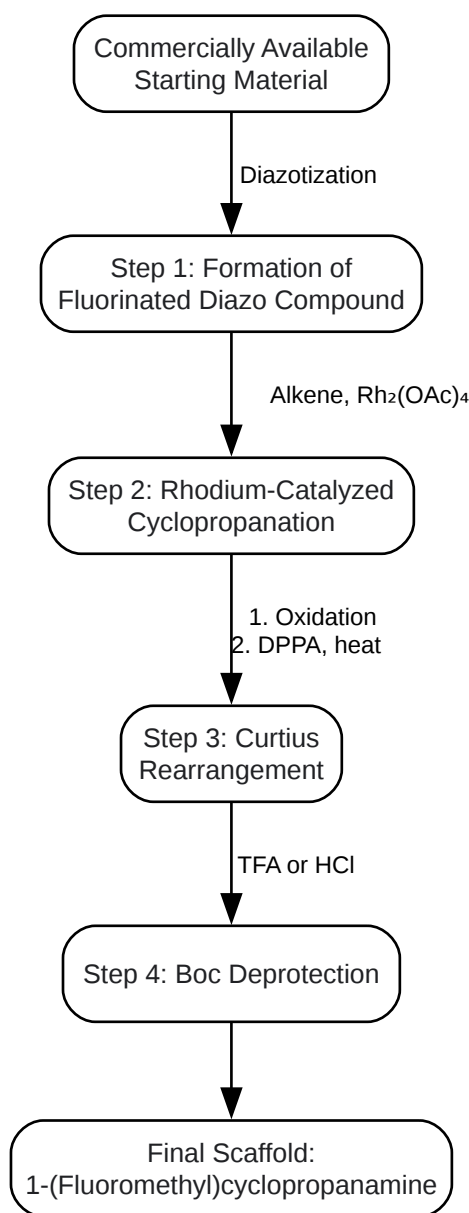 Commercially Available
Starting Material
Diazotization
Step 1: Formation of
Fluorinated Diazo Compound
Alkene, Rh₂(OAc)₄
Step 2: Rhodium-Catalyzed
Cyclopropanation
1. Oxidation
2. DPPA, heat
Step 3: Curtius
Rearrangement
TFA or HCl
Step 4: Boc Deprotection
Final Scaffold:
1-(Fluoromethyl)cyclopropanamine